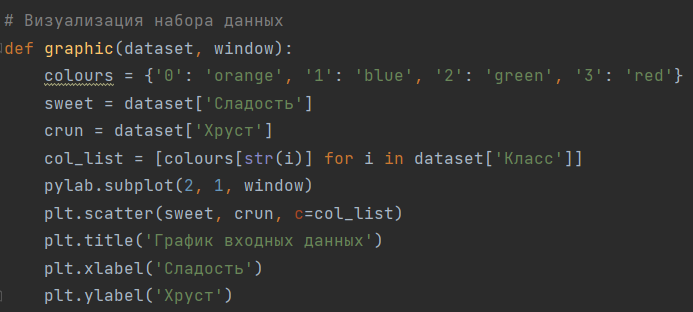 # Визуализация набора данных
def graphic(dataset, window):
    colours = {'0': 'orange', '1': 'blue', '2': 'green', '3': 'red'}
    sweet = dataset['Сладость']
    crun = dataset['Хруст']
    col_list = [colours[str(i)] for i in dataset['Класс']]
    pylab.subplot(2, 1, window)
    plt.scatter(sweet, crun, c=col_list)
    plt.title('График входных данных')
    plt.xlabel('Сладость')
    plt.ylabel('Хруст')